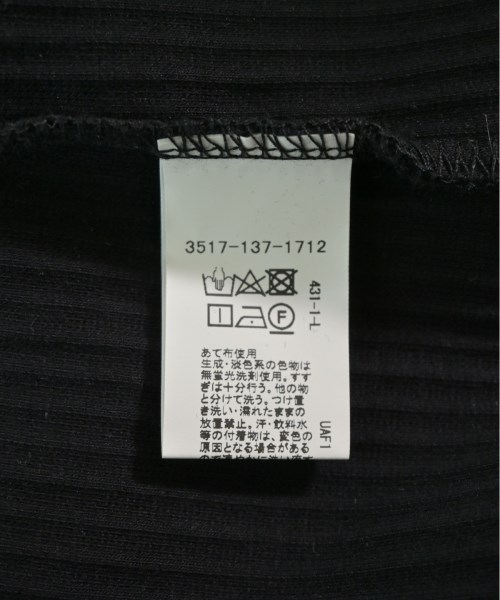 3517-137-1712
F
431-1-L
あて布使用
生成・淡色系の色物は
無蛍光洗剤使用。すす
ぎは十分行う。他の物
と分けて洗う。つけ置
き洗い・濡れたままの
放置禁止。汗・飲料水
等の付着物は、変色の
原因となる場合がある
UAF1